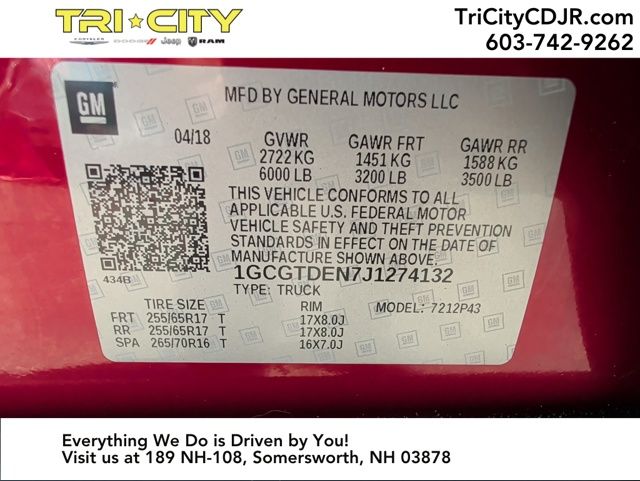 TRI★CITY
CHRYSLER DODGE Jeep RAM
TriCityCDJR.com
603-742-9262
GM
MFD BY GENERAL MOTORS LLC
04/18 GVWR GAWR FRT GAWR RR
2722 KG 1451 KG 1588 KG
6000 LB 3200 LB 3500 LB
THIS VEHICLE CONFORMS TO ALL
APPLICABLE U.S. FEDERAL MOTOR
VEHICLE SAFETY AND THEFT PREVENTION
STANDARDS IN EFFECT ON THE DATE OF
MANUFACTURE SHOWN ABOVE.
434B
1GCGTDEN7J1274132
TYPE: TRUCK
TIRE SIZE RIM MODEL: 7212P43
FRT 255/65R17 T 17X8.0J
RR 255/65R17 T 17X8.0J
SPA 265/70R16 T 16X7.0J
Everything We Do is Driven by You!
Visit us at 189 NH-108, Somersworth, NH 03878